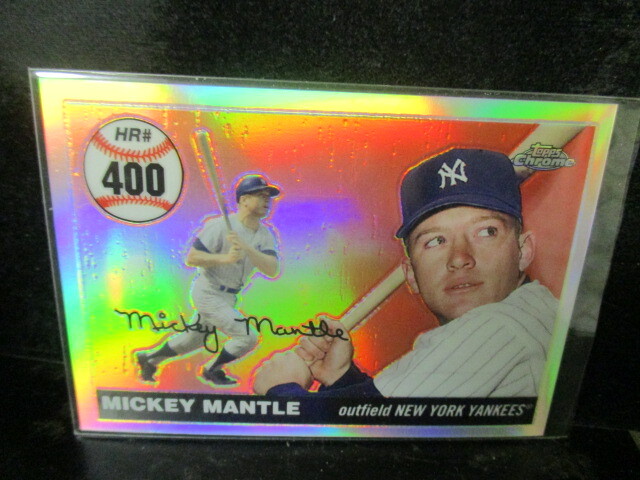 HR#
400
TOPPS
Chrome
NY
Mickey Mantle
MICKEY MANTLE
outfield NEW YORK YANKEES